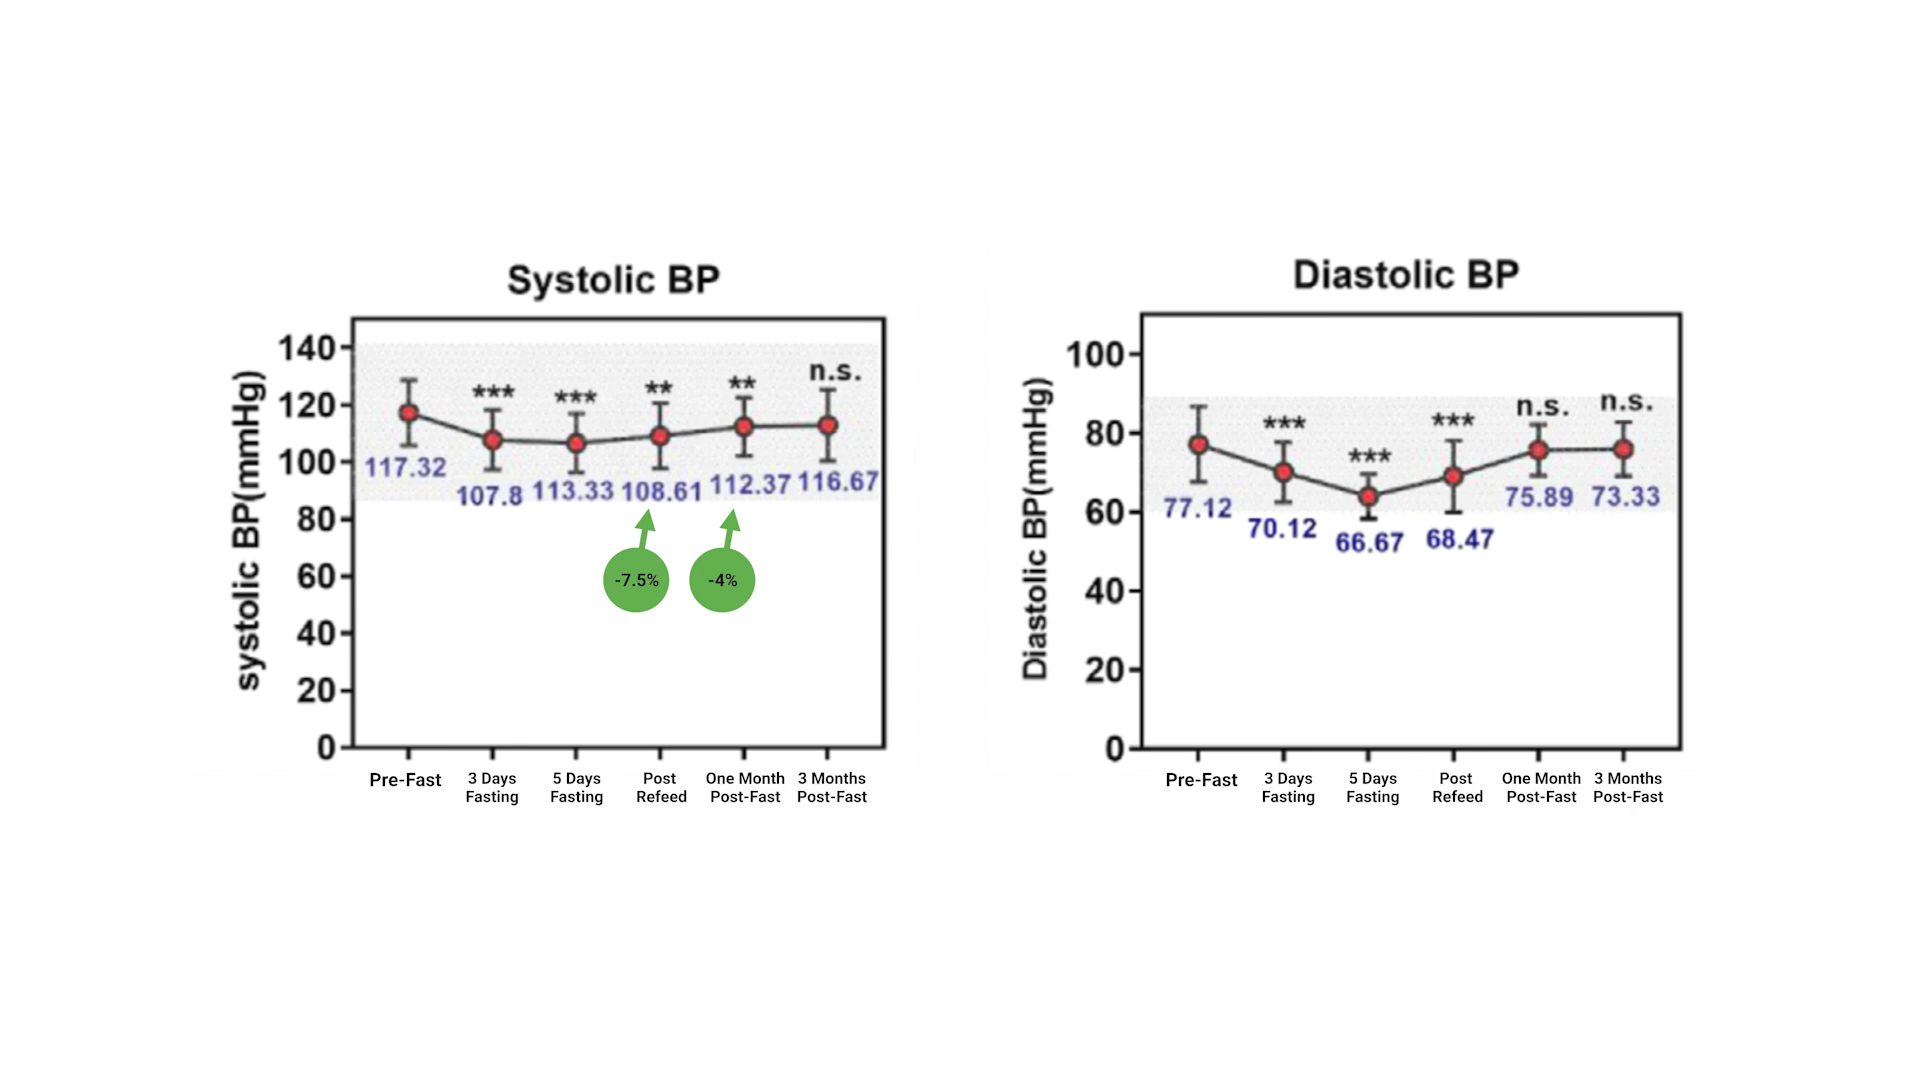 Systolic BP
systolic BP(mmHg)
140
120
100
80
60
40
20
0
***
***
**
**
n.s.
117.32
107.8
113.33
108.61
112.37
116.67
-7.5%
-4%
Pre-Fast
3 Days
Fasting
5 Days
Fasting
Post
Refeed
One Month
Post-Fast
3 Months
Post-Fast
Diastolic BP
Diastolic BP(mmHg)
100
80
60
40
20
0
***
***
***
n.s.
n.s.
77.12
70.12
66.67
68.47
75.89
73.33
Pre-Fast
3 Days
Fasting
5 Days
Fasting
Post
Refeed
One Month
Post-Fast
3 Months
Post-Fast